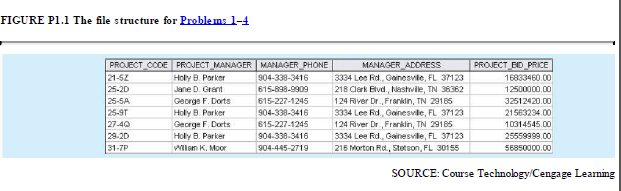 FIGURE P1.1 The file structure for Problems 1–4
PROJECT_CODE PROJECT_MANAGER MANAGER_PHONE MANAGER_ADDRESS PROJECT_BID_PRICE
21-5Z Holly B. Parker 904-338-3416 3334 Lee Rd., Gainesville, FL 37123 16833460.00
25-2D Jane D. Grant 615-898-9909 218 Clark Blvd., Nashville, TN 36362 12500000.00
25-5A George F. Dorts 615-227-1245 124 River Dr., Franklin, TN 29185 32512420.00
25-9T Holly B. Parker 904-338-3416 3334 Lee Rd., Gainesville, FL 37123 21563234.00
27-4Q George F. Dorts 615-227-1245 124 River Dr., Franklin, TN 29185 10314545.00
29-2D Holly B. Parker 904-338-3416 3334 Lee Rd., Gainesville, FL 37123 25559999.00
31-7P William K. Moor 904-445-2719 216 Morton Rd., Stetson, FL 30155 56850000.00
SOURCE: Course Technology/Cengage Learning